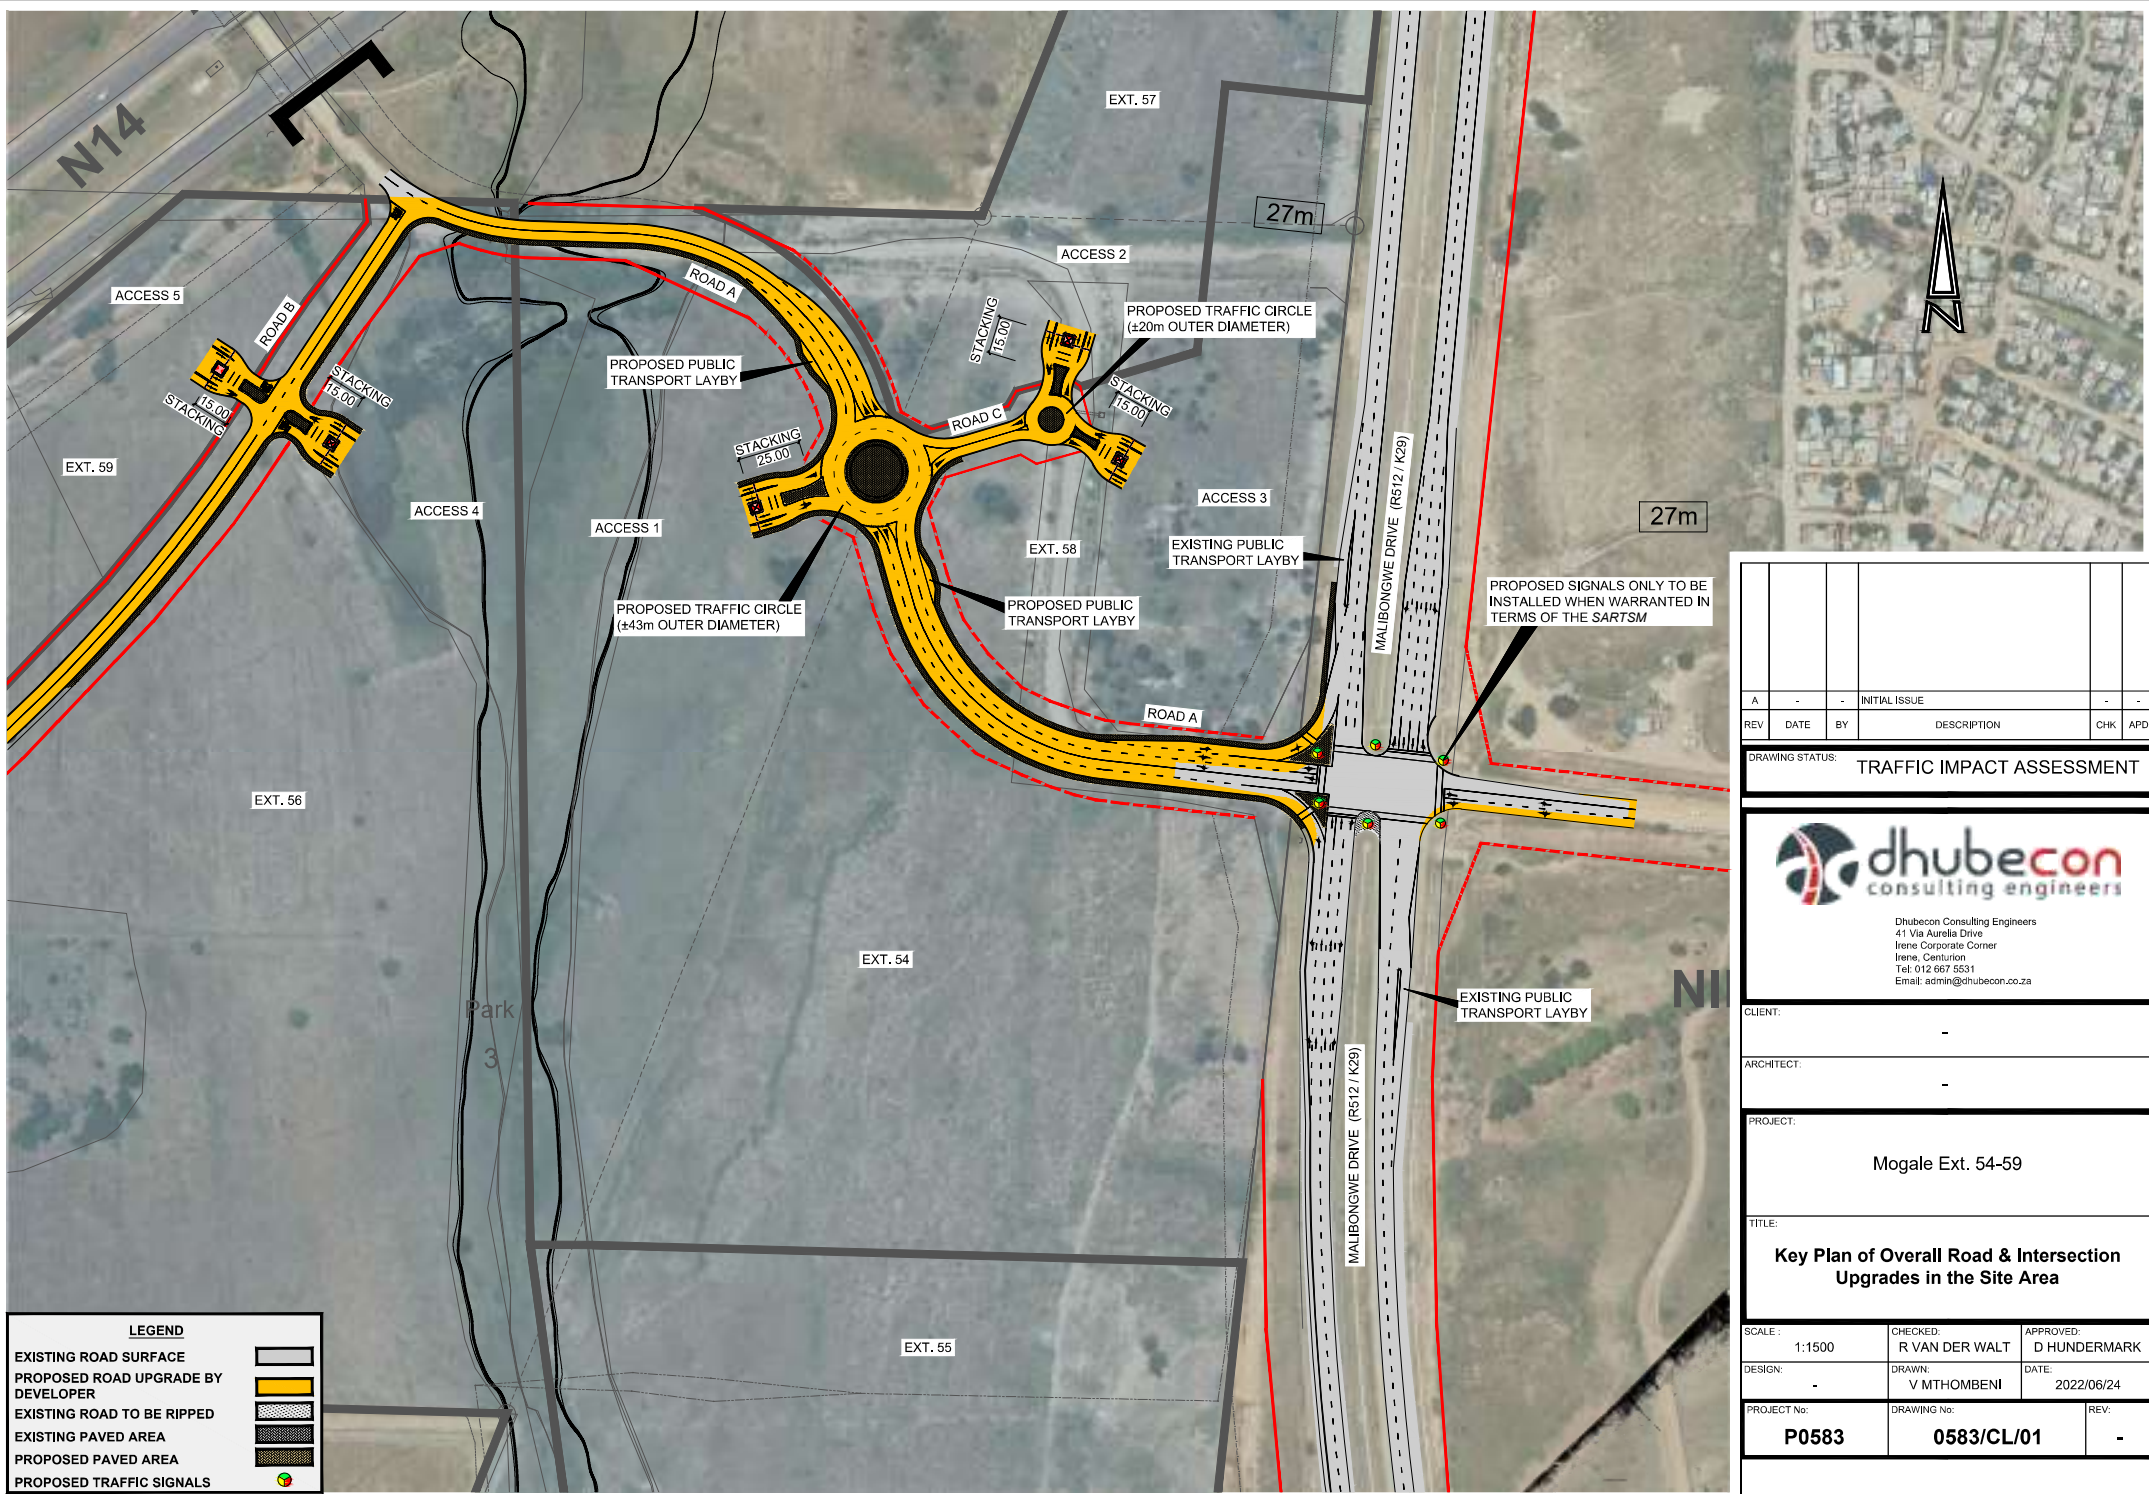 N14
EXT. 57
27m
ACCESS 2
ACCESS 5
ROAD B
ROAD A
STACKING
15.00
PROPOSED TRAFFIC CIRCLE
(±20m OUTER DIAMETER)
PROPOSED PUBLIC
TRANSPORT LAYBY
STACKING
15.00
15.00
STACKING
STACKING
15.00
ROAD C
STACKING
25.00
EXT. 59
ACCESS 4
ACCESS 1
ACCESS 3
MALIBONGWE DRIVE (R512 / K29)
27m
EXT. 58
EXISTING PUBLIC
TRANSPORT LAYBY
PROPOSED TRAFFIC CIRCLE
(±43m OUTER DIAMETER)
PROPOSED PUBLIC
TRANSPORT LAYBY
PROPOSED SIGNALS ONLY TO BE
INSTALLED WHEN WARRANTED IN
TERMS OF THE SARTSM
ROAD A
EXT. 56
EXT. 54
Park
3
EXISTING PUBLIC
TRANSPORT LAYBY
MALIBONGWE DRIVE (R512 / K29)
EXT. 55
N
LEGEND
EXISTING ROAD SURFACE
PROPOSED ROAD UPGRADE BY
DEVELOPER
EXISTING ROAD TO BE RIPPED
EXISTING PAVED AREA
PROPOSED PAVED AREA
PROPOSED TRAFFIC SIGNALS
A - - INITIAL ISSUE - -
REV DATE BY DESCRIPTION CHK APD
DRAWING STATUS: TRAFFIC IMPACT ASSESSMENT
dhubecon
consulting engineers
Dhubecon Consulting Engineers
41 Via Aurelia Drive
Irene Corporate Corner
Irene, Centurion
Tel: 012 667 5531
Email: admin@dhubecon.co.za
CLIENT:
-
ARCHITECT:
-
PROJECT:
Mogale Ext. 54-59
TITLE:
Key Plan of Overall Road & Intersection
Upgrades in the Site Area
SCALE : CHECKED: APPROVED:
1:1500 R VAN DER WALT D HUNDERMARK
DESIGN: DRAWN: DATE:
- V MTHOMBENI 2022/06/24
PROJECT No: DRAWING No: REV:
P0583 0583/CL/01 -